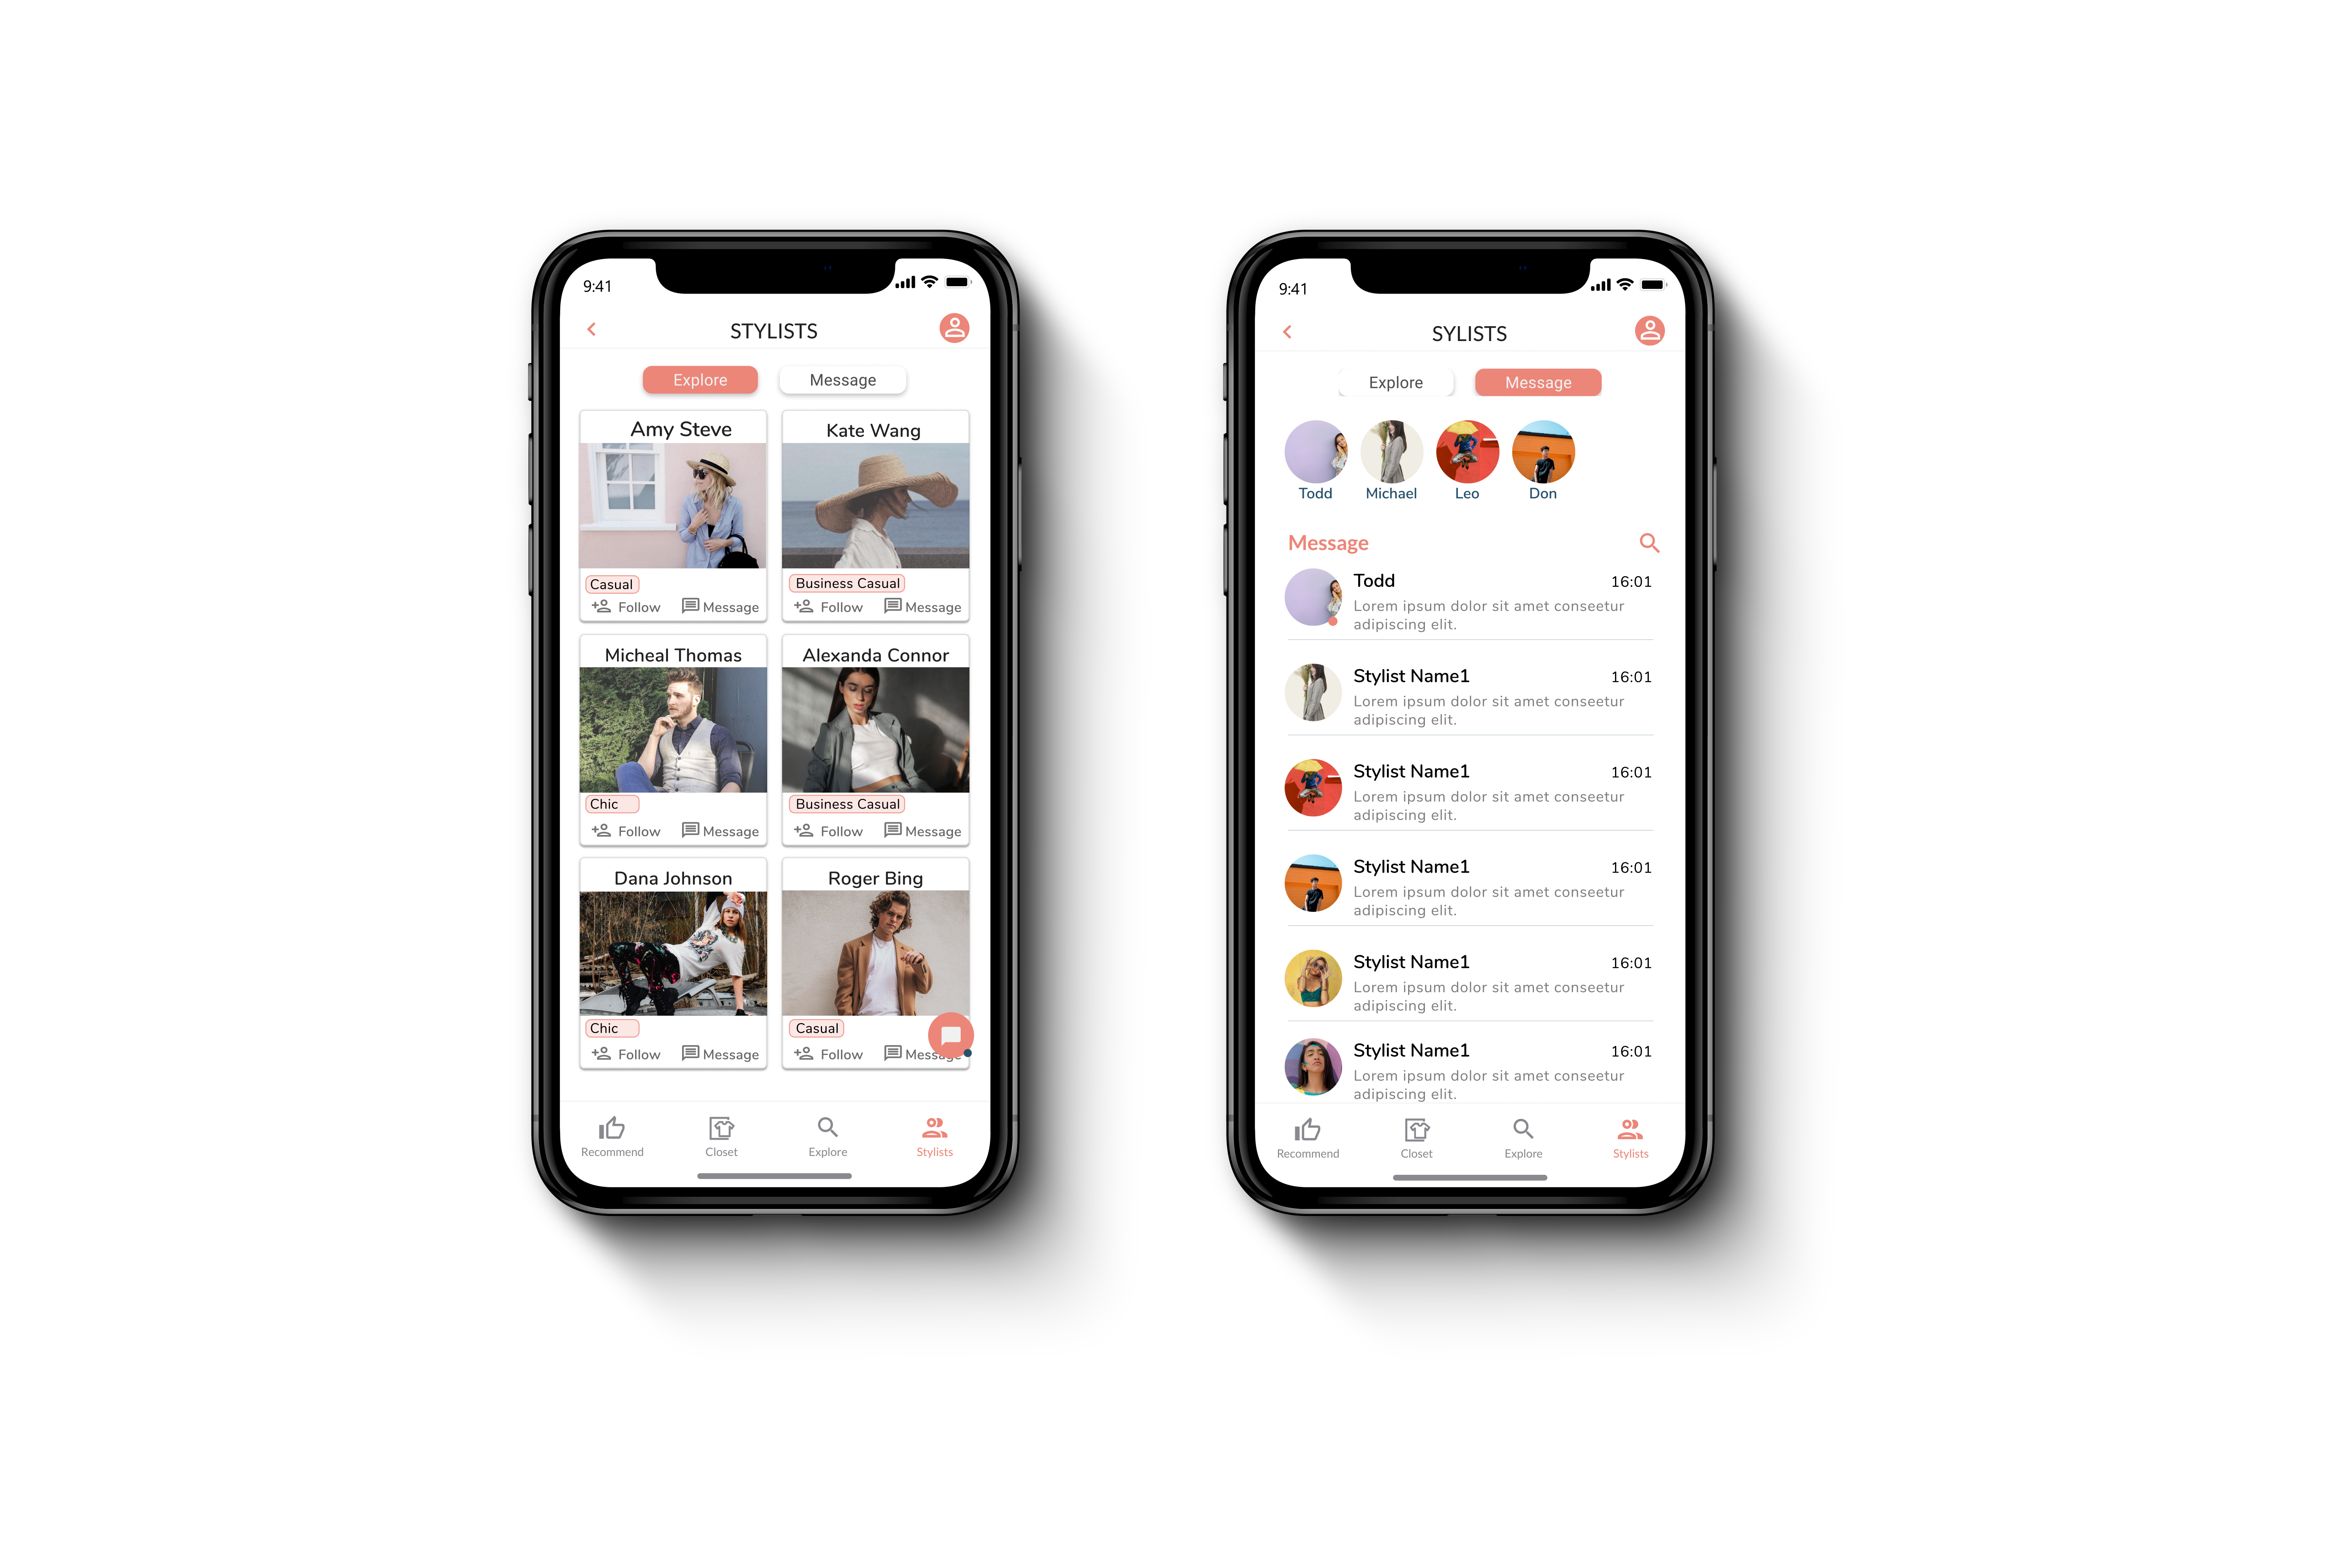 9:41
STYLISTS
Explore Message
Amy Steve Kate Wang
Casual Business Casual
Follow Message Follow Message
Micheal Thomas Alexanda Connor
Chic Business Casual
Follow Message Follow Message
Dana Johnson Roger Bing
Chic Casual
Follow Message Follow Message
Recommend Closet Explore Stylists
9:41
SYLISTS
Explore Message
Todd Michael Leo Don
Message
Todd 16:01
Lorem ipsum dolor sit amet conseetur
adipiscing elit.
Stylist Name1 16:01
Lorem ipsum dolor sit amet conseetur
adipiscing elit.
Stylist Name1 16:01
Lorem ipsum dolor sit amet conseetur
adipiscing elit.
Stylist Name1 16:01
Lorem ipsum dolor sit amet conseetur
adipiscing elit.
Stylist Name1 16:01
Lorem ipsum dolor sit amet conseetur
adipiscing elit.
Stylist Name1 16:01
Lorem ipsum dolor sit amet conseetur
adipiscing elit.
Recommend Closet Explore Stylists